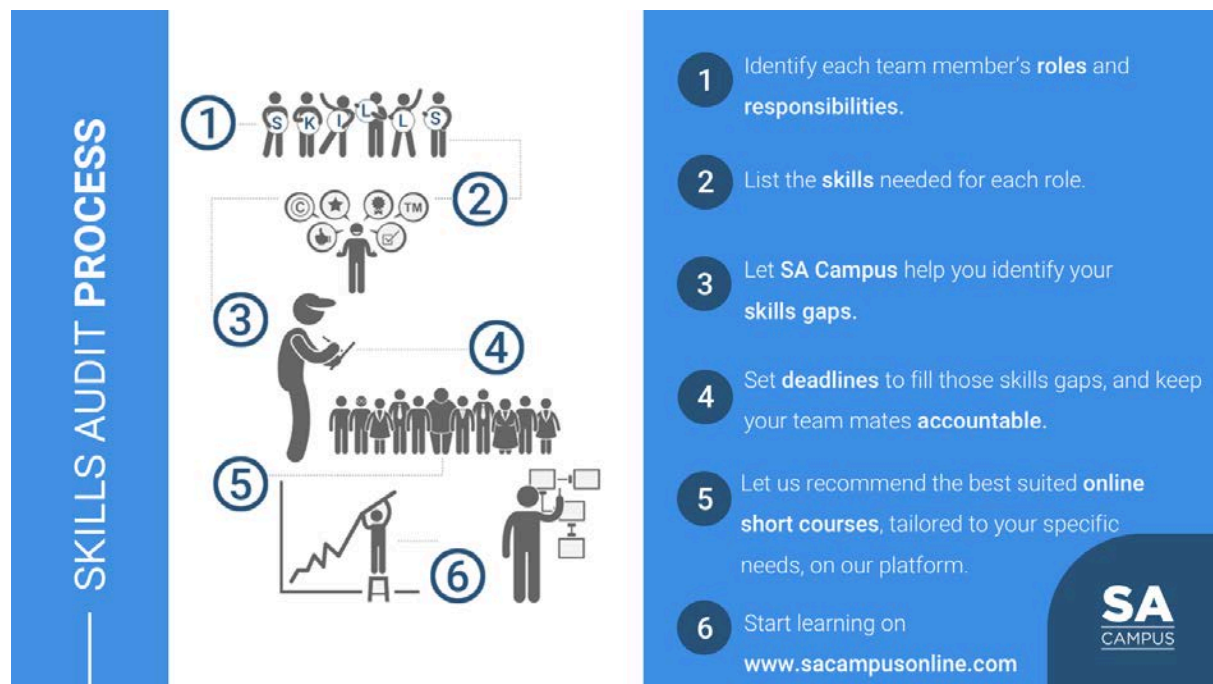 SKILLS AUDIT PROCESS
1
S K I L L S
2
© ★ TM
3
4
5
6
1
Identify each team member’s roles and
responsibilities.
2
List the skills needed for each role.
3
Let SA Campus help you identify your
skills gaps.
4
Set deadlines to fill those skills gaps, and keep
your team mates accountable.
5
Let us recommend the best suited online
short courses, tailored to your specific
needs, on our platform.
6
Start learning on
www.sacampusonline.com
SA
CAMPUS